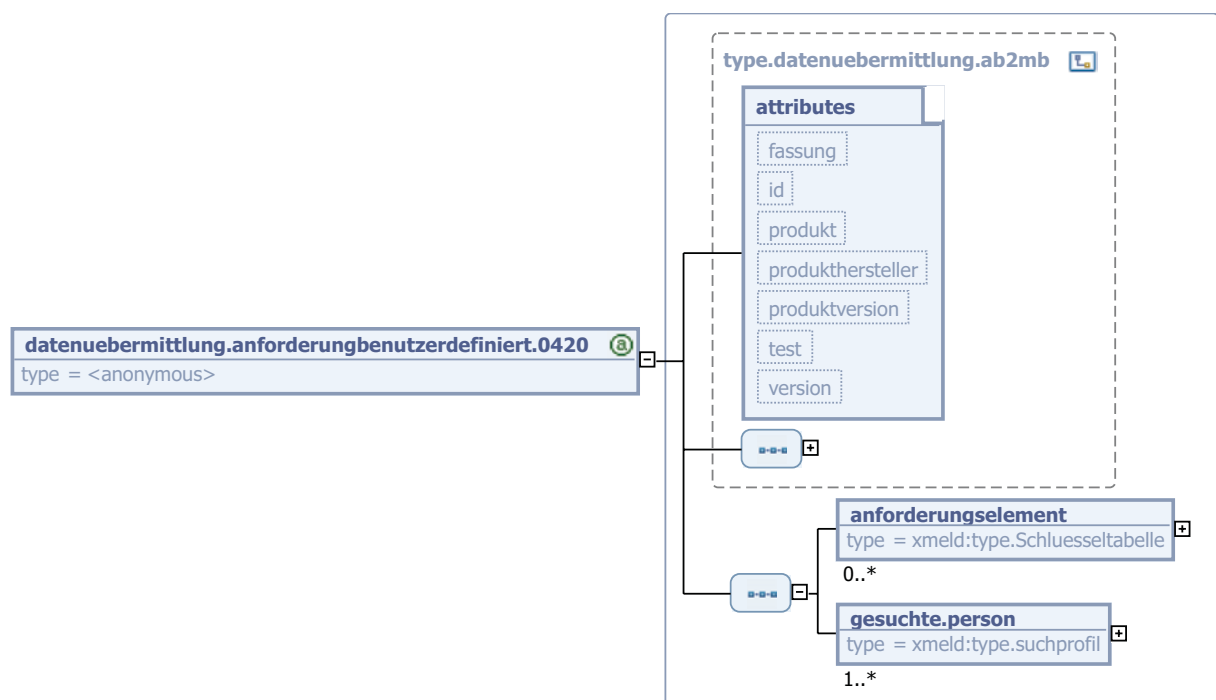 type.datenuebermittlung.ab2mb
attributes
fassung
id
produkt
produkthersteller
produktversion
test
version
datenuebermittlung.anforderungbenutzerdefiniert.0420
type = <anonymous>
anforderungselement
type = xmeld:type.Schluesseltabelle
0..*
gesuchte.person
type = xmeld:type.suchprofil
1..*